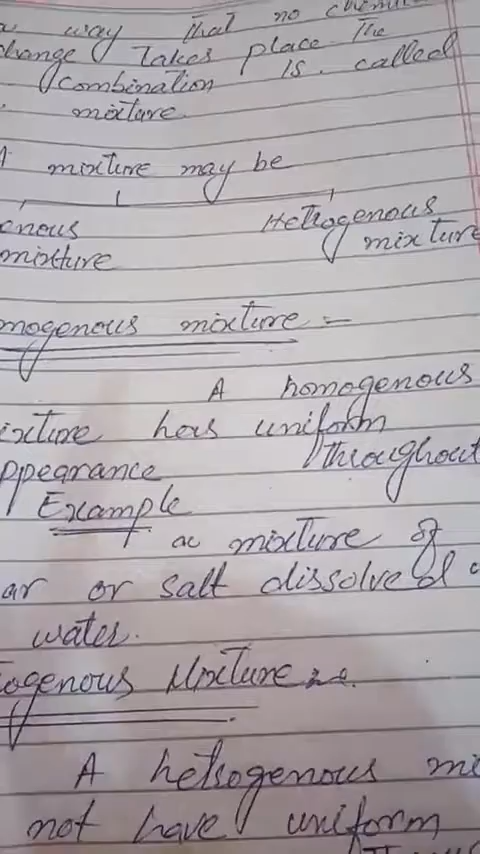 way that no
change Takes place. The
combination is. called
mixture.
A mixture may be
enous Hetrogenous
mixture mixture
mogenous mixture :-
A homogenous
ixture has uniform
ppearance throughout
Example
a mixture of
ar or salt dissolved
water.
ogenous Mixture
A hetrogenous mi
not have uniform